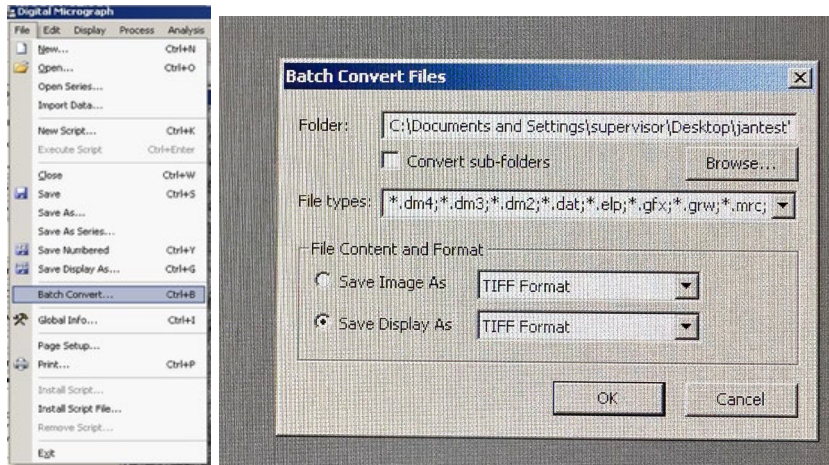 Digital Micrograph
File Edit Display Process Analysis
New... Ctrl+N
Open... Ctrl+O
Open Series...
Import Data...
New Script... Ctrl+K
Execute Script Ctrl+Enter
Close Ctrl+W
Save Ctrl+S
Save As...
Save As Series...
Save Numbered Ctrl+Y
Save Display As... Ctrl+G
Batch Convert... Ctrl+B
Global Info... Ctrl+I
Page Setup...
Print... Ctrl+P
Install Script...
Install Script File...
Remove Script...
Exit
Batch Convert Files
Folder: C:\Documents and Settings\supervisor\Desktop\jantest'
Convert sub-folders Browse...
File types: *.dm4;*.dm3;*.dm2;*.dat;*.elp;*.gfx;*.grw;*.mrc;
File Content and Format
Save Image As TIFF Format
Save Display As TIFF Format
OK Cancel